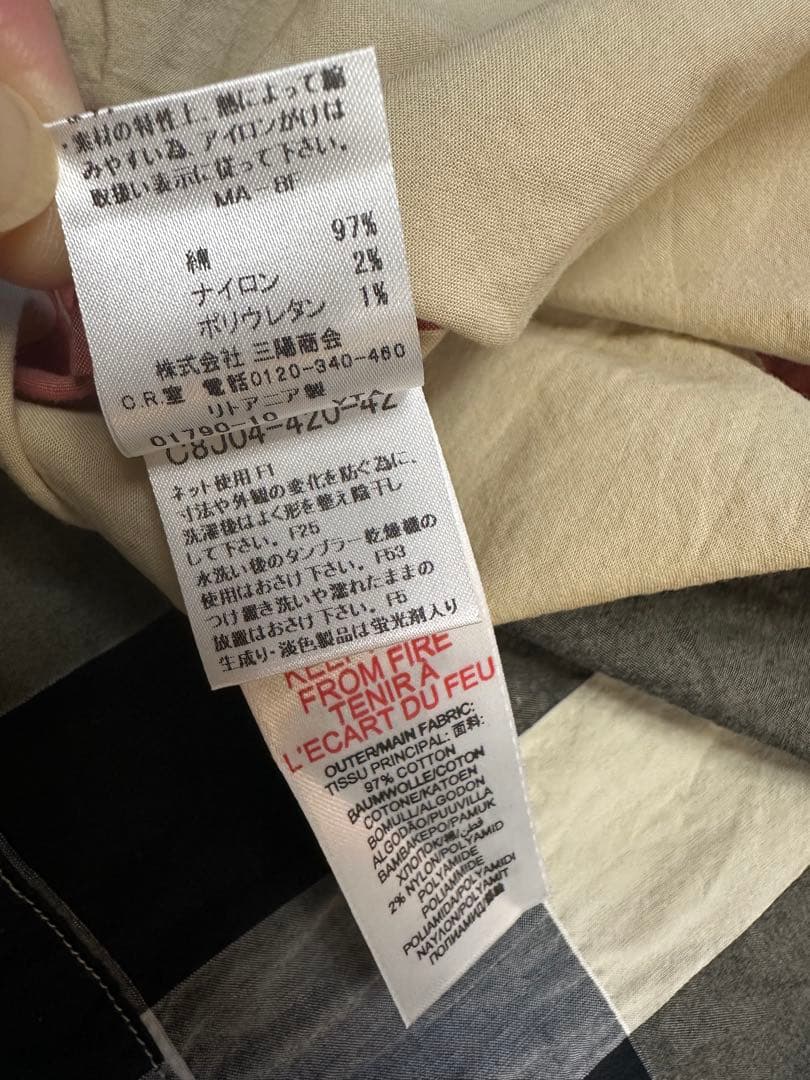 ・素材の特性上、熱によって縮
みやすい為、アイロンがけは
取扱い表示に従って下さい。
MA-8F
綿 97%
ナイロン 2%
ポリウレタン 1%
株式会社 三陽商会
C.R.室 電話0120-340-460
リトアニア製
01790-10
C8J04-420-42
ネット使用 F1
寸法や外観の変化を防ぐ為に、
洗濯後はよく形を整え陰干し
して下さい。F25
水洗い後のタンブラー乾燥機の
使用はおさけ下さい。F53
つけ置き洗いや濡れたままの
放置はおさけ下さい。F5
生成り・淡色製品は蛍光剤入り
FROM FIRE
TENIR À
L'ECART DU FEU
OUTER/MAIN FABRIC:
TISSU PRINCIPAL: 面料:
97% COTTON
BAUMWOLLE/COTON
COTONE/KATOEN
BOMULL/ALGODON
ALGODÃO/PUUVILLA
BAMBAKEPO/PAMUK
ХЛОПОК/棉/قطن
2% NYLON/POLYAMID
POLYAMIDE
POLIAMMIDE
POLIAMIDA/POLYAMIDI
NAYΛON/POLYAMIT